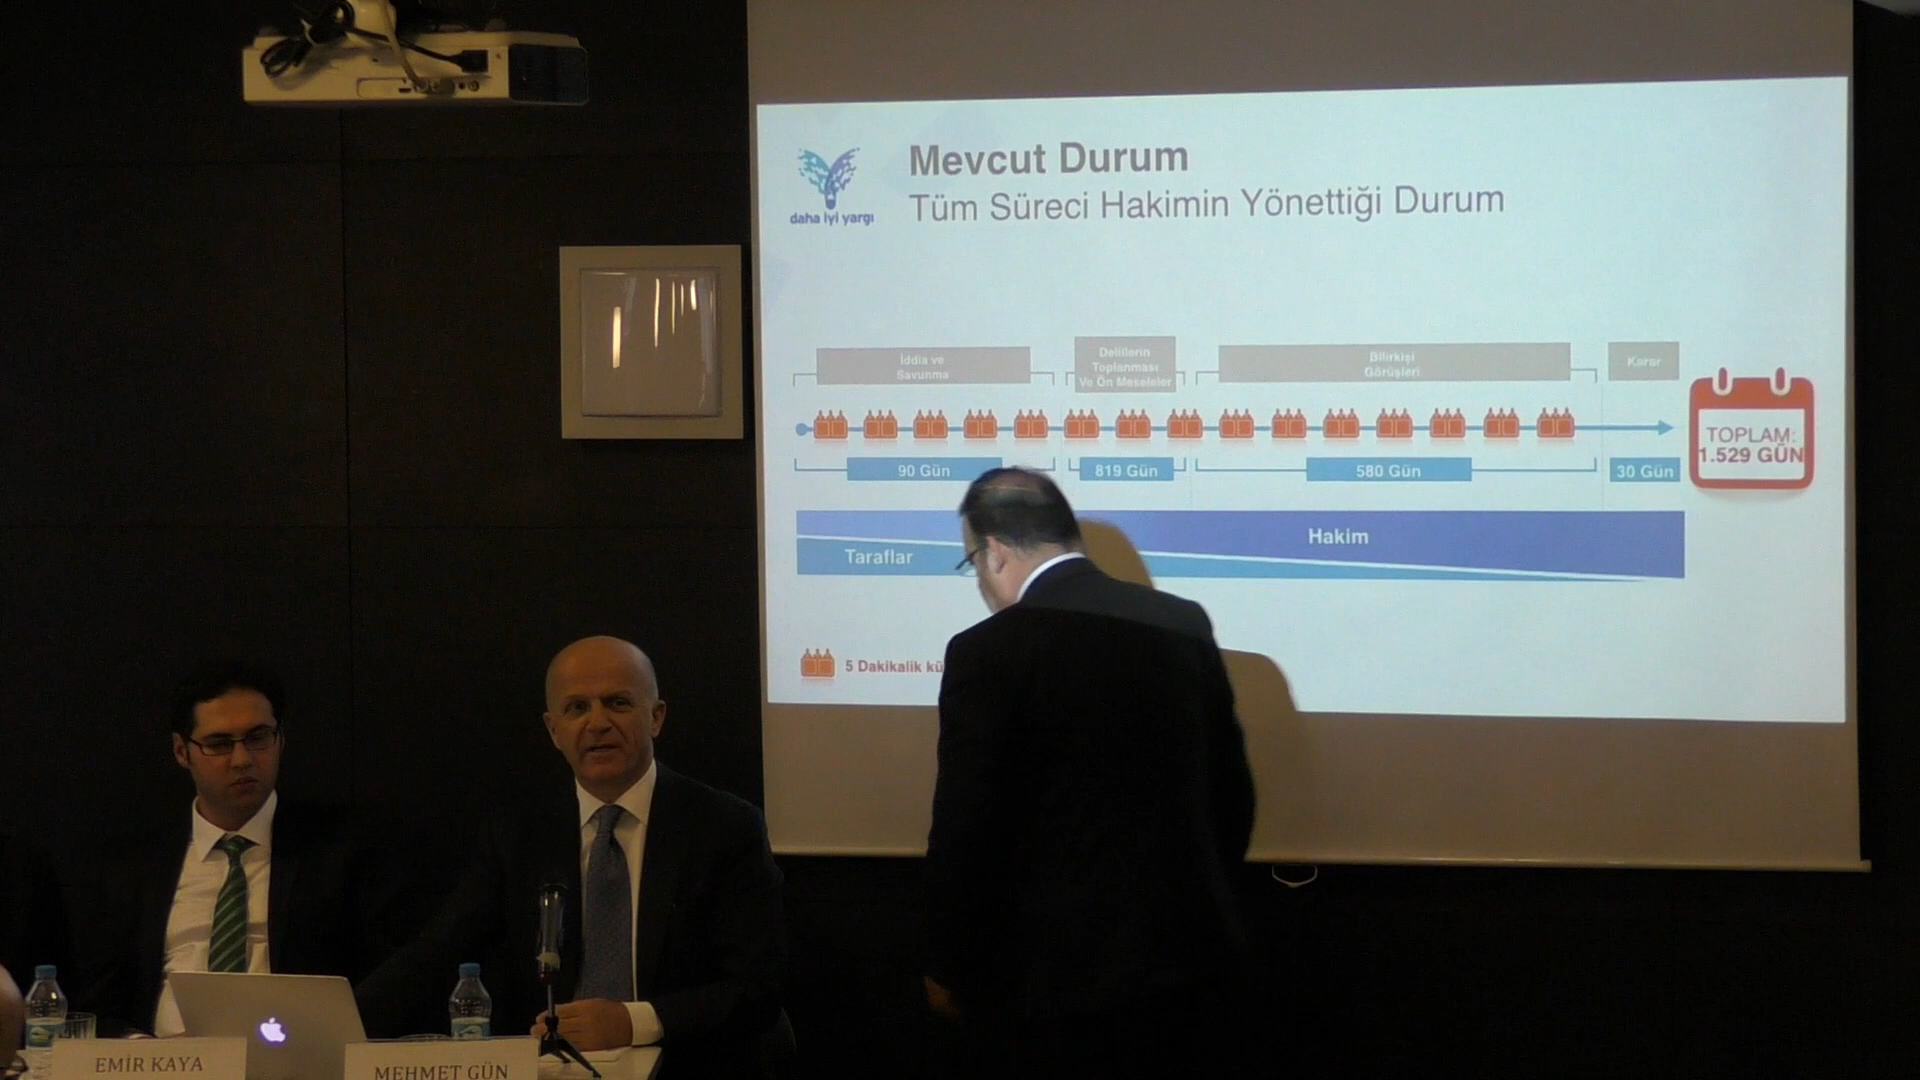 Mevcut Durum
Tüm Süreci Hakimin Yönettiği Durum
daha iyi yargı
İddia ve
Savunma
Delillerin
Toplanması
Ve Ön Meseleler
Bilirkişi
Görüşleri
Karar
TOPLAM:
1.529 GÜN
90 Gün
819 Gün
580 Gün
30 Gün
Hakim
Taraflar
5 Dakikalik
EMİR KAYA
MEHMET GÜN